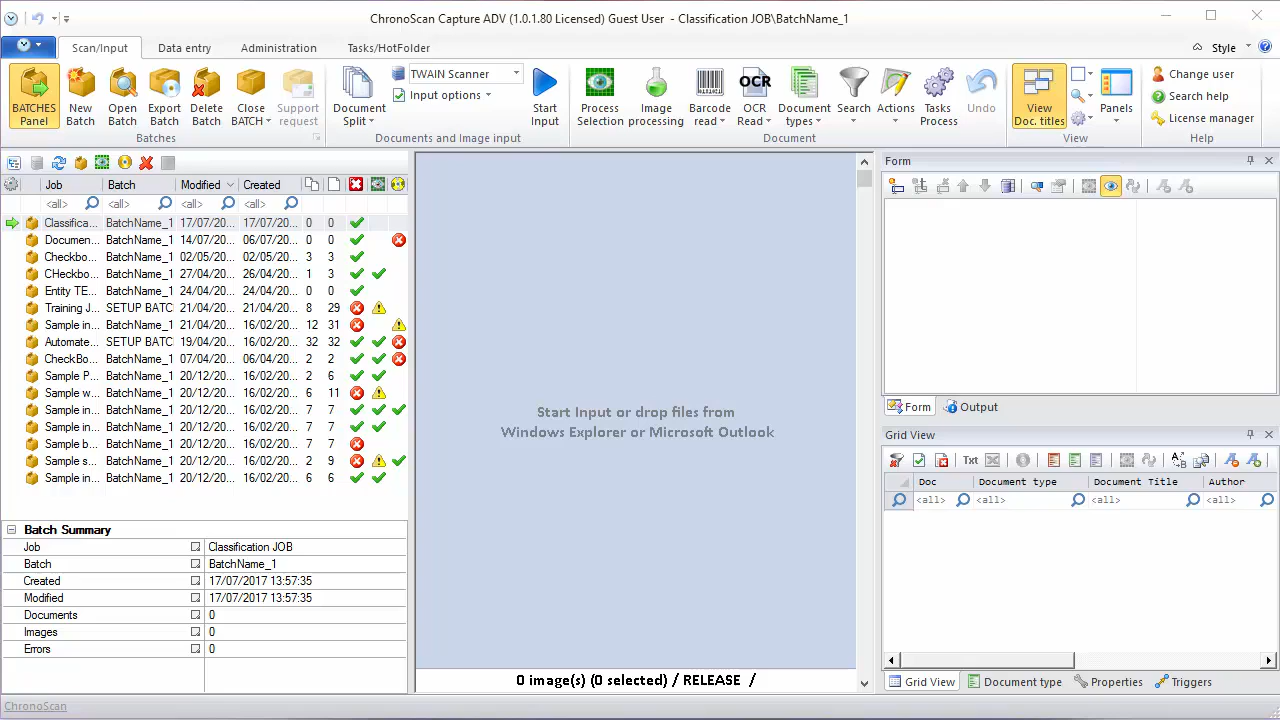 ChronoScan Capture ADV (1.0.1.80 Licensed) Guest User - Classification JOB\BatchName_1
Scan/Input Data entry Administration Tasks/HotFolder Style
BATCHES Panel
New Batch
Open Batch
Export Batch
Delete Batch
Close BATCH
Support request
Batches
Document Split
TWAIN Scanner
Input options
Start Input
Documents and Image input
Process Selection
Image processing
Barcode read
OCR
OCR Read
Document types
Search
Actions
Tasks Process
Undo
Document
View Doc. titles
Panels
View
Change user
Search help
License manager
Help
Job Batch Modified Created
<all> <all> <all> <all>
Classifica... BatchName_1 17/07/20... 17/07/20... 0 0
Documen... BatchName_1 14/07/20... 06/07/20... 0 0
Checkbo... BatchName_1 02/05/20... 02/05/20... 3 3
CHeckbo... BatchName_1 27/04/20... 26/04/20... 1 3
Entity TE... BatchName_1 24/04/20... 24/04/20... 0 0
Training J... SETUP BATC 21/04/20... 21/04/20... 8 29
Sample in... BatchName_1 21/04/20... 16/02/20... 12 31
Automate... SETUP BATC 19/04/20... 16/02/20... 32 32
CheckBo... BatchName_1 07/04/20... 06/04/20... 2 2
Sample P... BatchName_1 20/12/20... 16/02/20... 2 6
Sample w... BatchName_1 20/12/20... 16/02/20... 6 11
Sample in... BatchName_1 20/12/20... 16/02/20... 7 7
Sample in... BatchName_1 20/12/20... 16/02/20... 7 7
Sample b... BatchName_1 20/12/20... 16/02/20... 7 7
Sample s... BatchName_1 20/12/20... 16/02/20... 2 9
Sample in... BatchName_1 20/12/20... 16/02/20... 6 6
Batch Summary
Job Classification JOB
Batch BatchName_1
Created 17/07/2017 13:57:35
Modified 17/07/2017 13:57:35
Documents 0
Images 0
Errors 0
Start Input or drop files from
Windows Explorer or Microsoft Outlook
0 image(s) (0 selected) / RELEASE /
Form
Form Output
Grid View
Txt
Doc Document type Document Title Author
<all> <all> <all> <all>
Grid View Document type Properties Triggers
ChronoScan